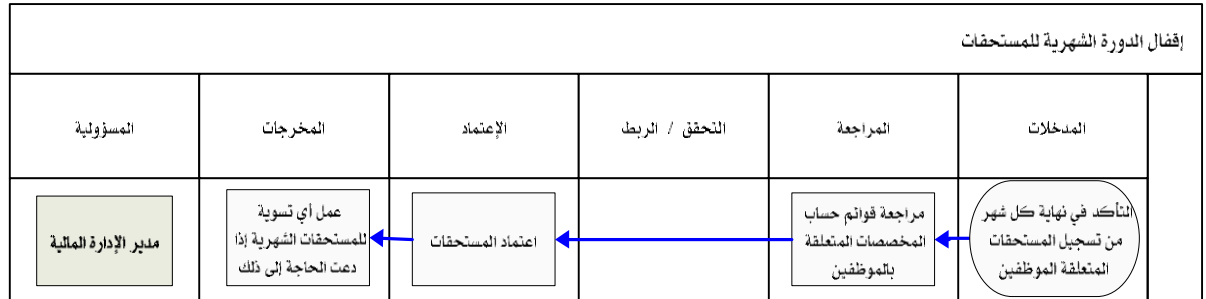 إقفال الدورة الشهرية للمستحقات
المدخلات
المراجعة
التحقق / الربط
الإعتماد
المخرجات
المسؤولية
التأكد في نهاية كل شهر
من تسجيل المستحقات
المتعلقة الموظفين
مراجعة قوائم حساب
المخصصات المتعلقة
بالموظفين
اعتماد المستحقات
عمل أي تسوية
للمستحقات الشهرية إذا
دعت الحاجة إلى ذلك
مدير الإدارة المالية